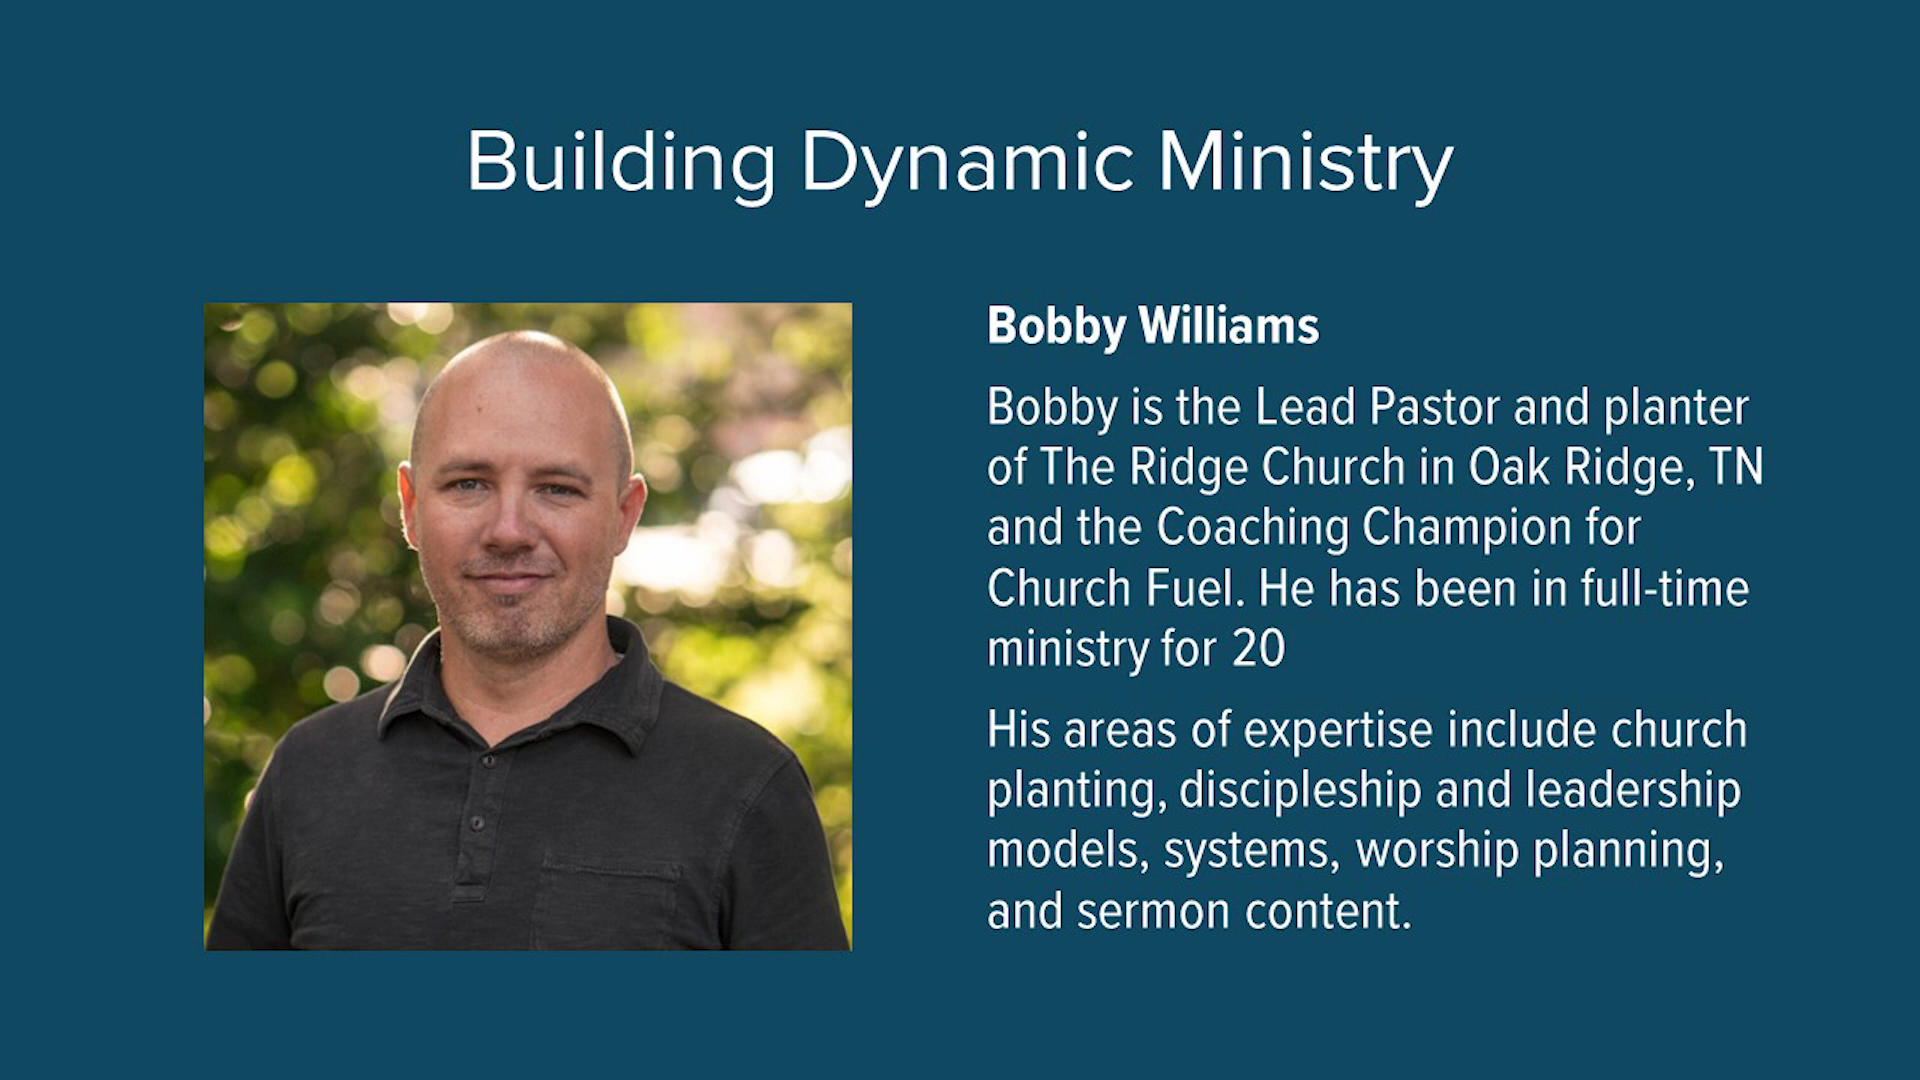 Building Dynamic Ministry
Bobby Williams
Bobby is the Lead Pastor and planter
of The Ridge Church in Oak Ridge, TN
and the Coaching Champion for
Church Fuel. He has been in full-time
ministry for 20
His areas of expertise include church
planting, discipleship and leadership
models, systems, worship planning,
and sermon content.